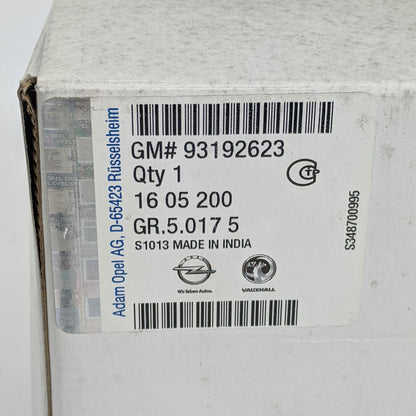 Adam Opel AG, D-65423 Rüsselsheim
GM# 93192623
Qty 1
16 05 200
GR.5.017 5
S1013 MADE IN INDIA
Wir leben Autos.
VAUXHALL
S348700995